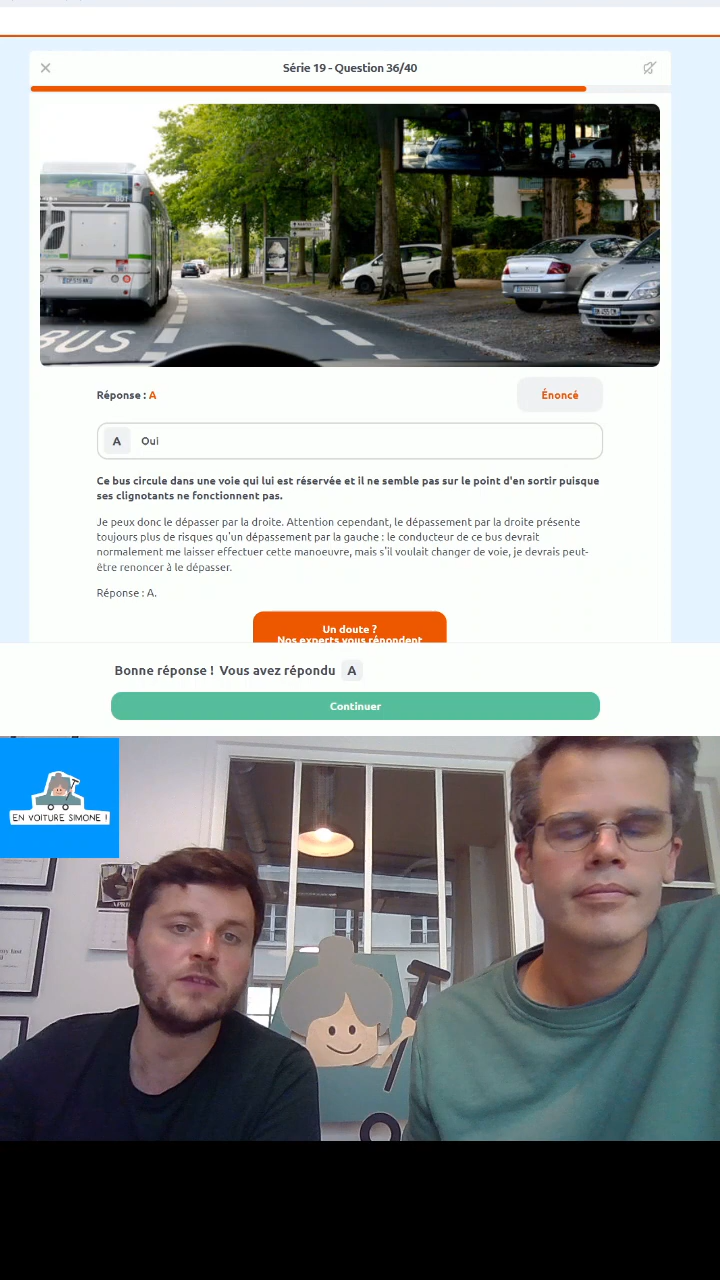 Série 19 - Question 36/40
C6
BUS
Réponse : A
Énoncé
A Oui
Ce bus circule dans une voie qui lui est réservée et il ne semble pas sur le point d'en sortir puisque
ses clignotants ne fonctionnent pas.
Je peux donc le dépasser par la droite. Attention cependant, le dépassement par la droite présente
toujours plus de risques qu'un dépassement par la gauche : le conducteur de ce bus devrait
normalement me laisser effectuer cette manoeuvre, mais s'il voulait changer de voie, je devrais peut-
être renoncer à le dépasser.
Réponse : A.
Un doute ?
Nos experts vous répondent
Bonne réponse ! Vous avez répondu A
Continuer
EN VOITURE SIMONE !